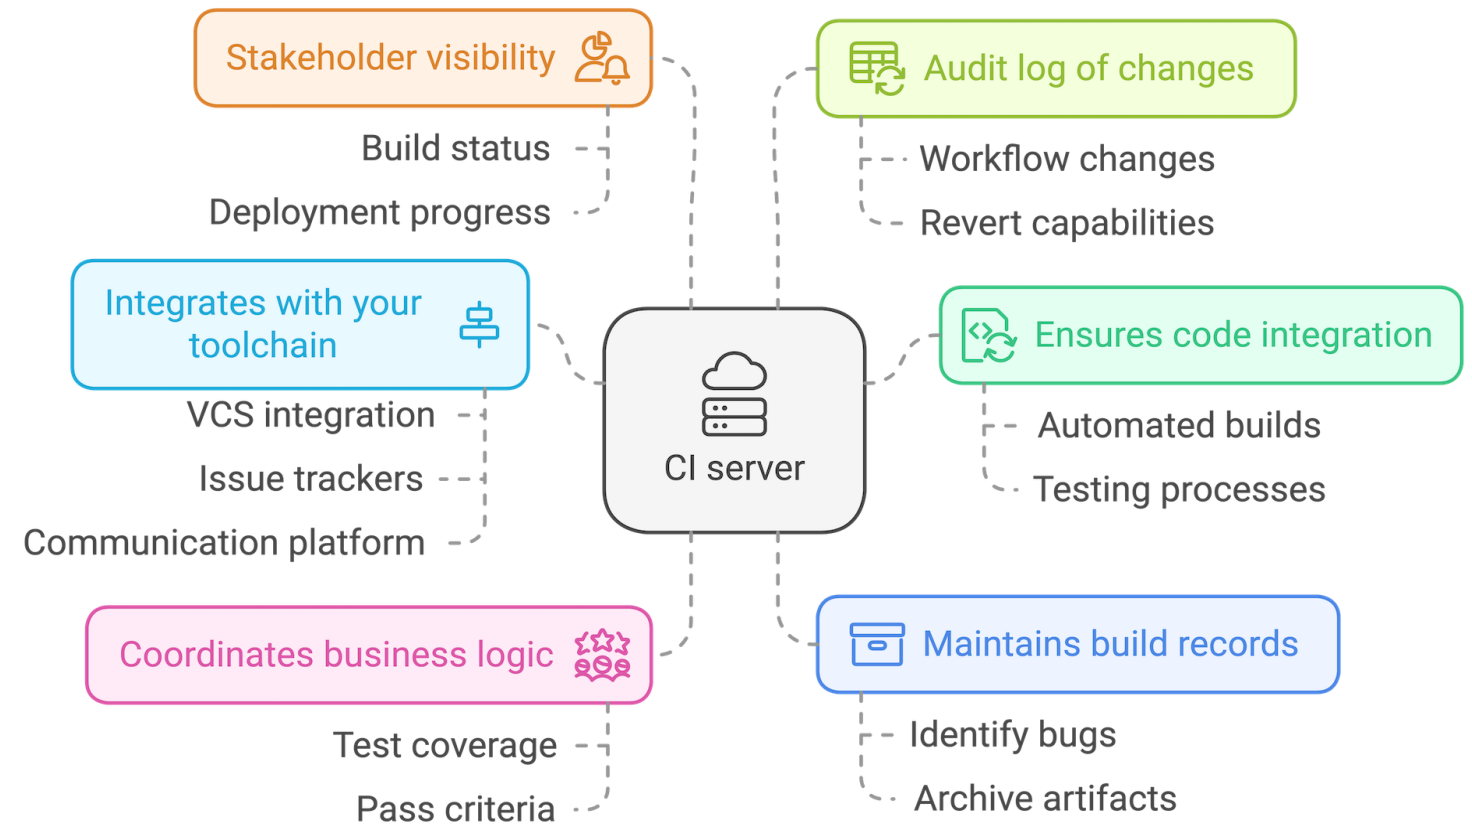 Stakeholder visibility
Build status
Deployment progress
Integrates with your
toolchain
VCS integration
Issue trackers
Communication platform
Coordinates business logic
Test coverage
Pass criteria
CI server
Audit log of changes
Workflow changes
Revert capabilities
Ensures code integration
Automated builds
Testing processes
Maintains build records
Identify bugs
Archive artifacts